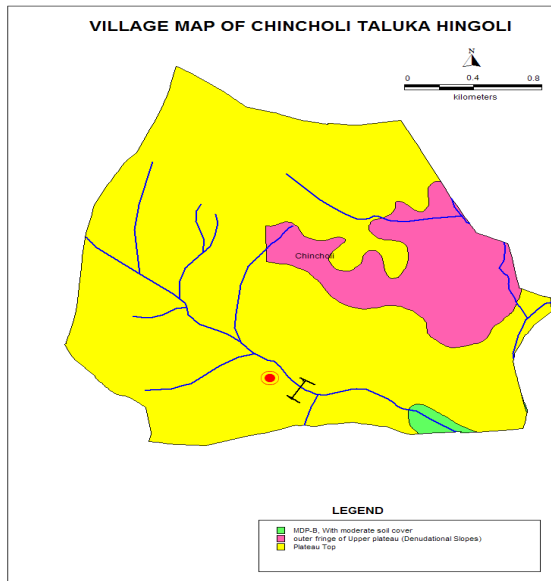 VILLAGE MAP OF CHINCHOLI TALUKA HINGOLI
N
0 0.4 0.8
kilometers
Chincholi
LEGEND
MDP-B, With moderate soil cover
outer fringe of Upper plateau (Denudational Slopes)
Plateau Top